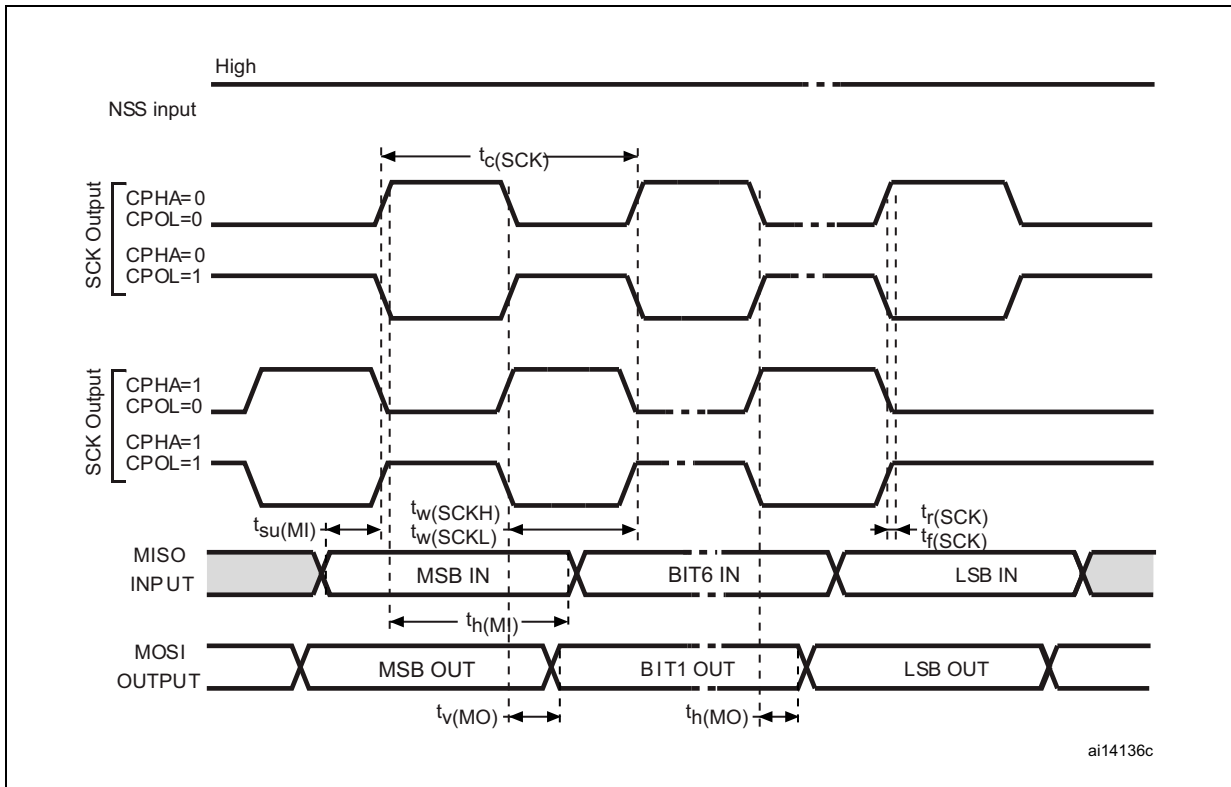 High
NSS input
tc(SCK)
SCK Output
CPHA=0
CPOL=0
CPHA=0
CPOL=1
SCK Output
CPHA=1
CPOL=0
CPHA=1
CPOL=1
tsu(MI)
tw(SCKH)
tw(SCKL)
tr(SCK)
tf(SCK)
MISO
INPUT
MSB IN
BIT6 IN
LSB IN
th(MI)
MOSI
OUTPUT
MSB OUT
BIT1 OUT
LSB OUT
tv(MO)
th(MO)
ai14136c